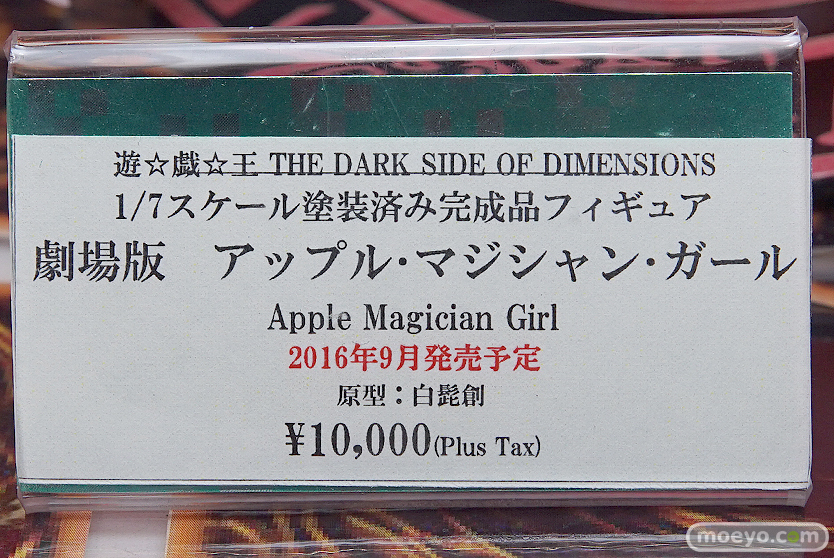 遊☆戯☆王 THE DARK SIDE OF DIMENSIONS
1/7スケール塗装済み完成品フィギュア
劇場版　アップル・マジシャン・ガール
Apple Magician Girl
2016年9月発売予定
原型：白髭創
¥10,000(Plus Tax)
moeyo.com